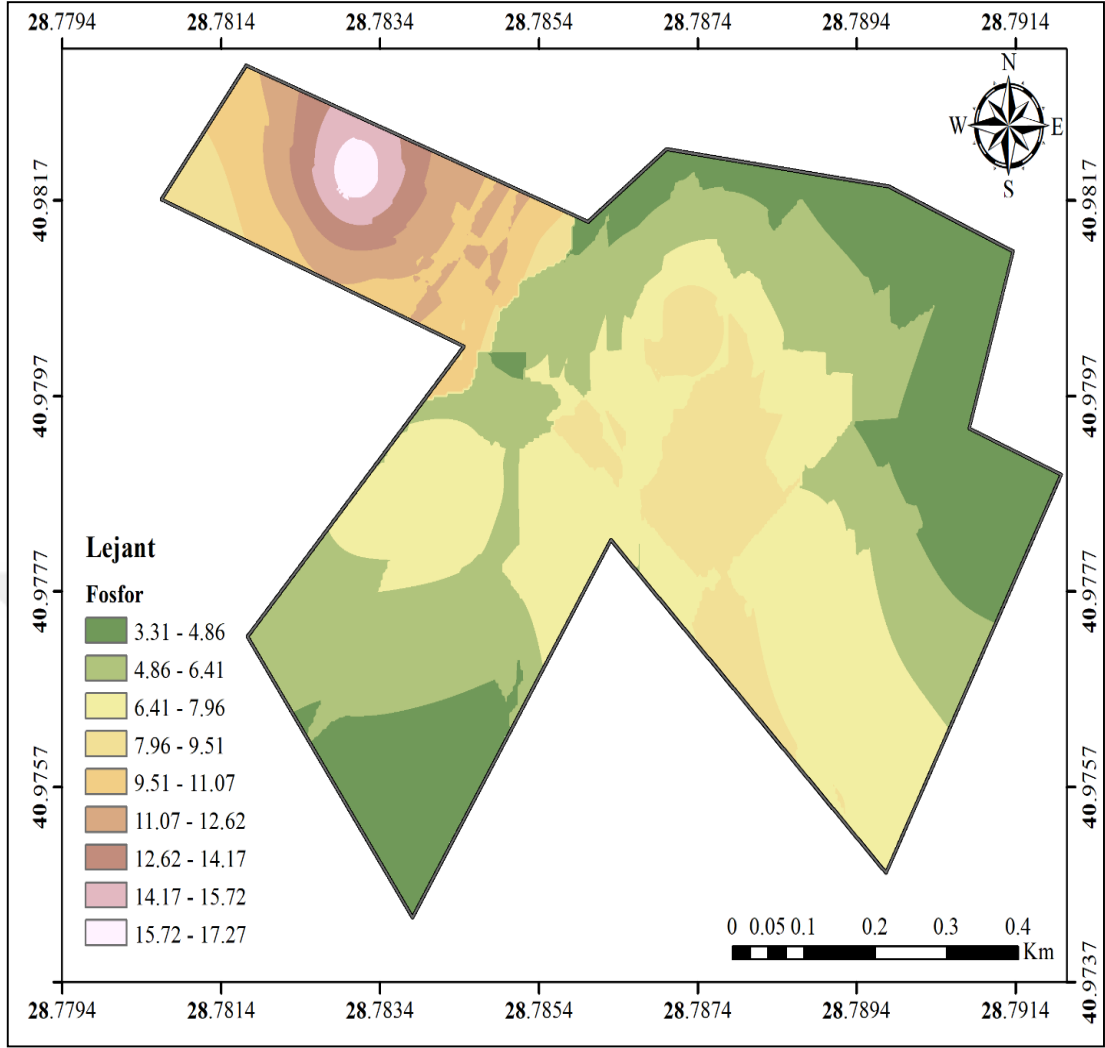 28.7794 28.7814 28.7834 28.7854 28.7874 28.7894 28.7914
N
W E
S
40.9817 40.9817
40.9797 40.9797
40.9777 40.9777
40.9757 40.9757
40.9737
Lejant
Fosfor
3.31 - 4.86
4.86 - 6.41
6.41 - 7.96
7.96 - 9.51
9.51 - 11.07
11.07 - 12.62
12.62 - 14.17
14.17 - 15.72
15.72 - 17.27
0 0.05 0.1 0.2 0.3 0.4
Km
28.7794 28.7814 28.7834 28.7854 28.7874 28.7894 28.7914